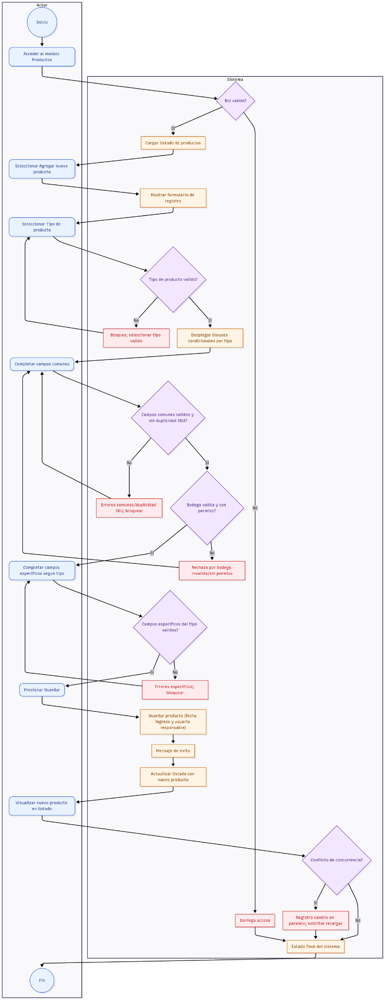 Actor
Inicio
Acceder al modulo
Productos
Sistema
Rol valido?
Si
Cargar listado de productos
Seleccionar Agregar nuevo
producto
Mostrar formulario de
registro
Seleccionar Tipo de
producto
Tipo de producto valido?
No
Si
Bloquea; seleccionar tipo
valido
Desplegar bloques
condicionales por tipo
Completar campos comunes
Campos comunes validos y
sin duplicidad SKU?
No
Si
Errores comunes/duplicidad
SKU; bloquear
Bodega valida y con
permiso?
No
Si
No
Completar campos
especificos segun tipo
Rechaza por bodega
invalida/sin permiso
Campos especificos del tipo
validos?
Si
No
Presionar Guardar
Errores especificos;
bloquear
Guardar producto (fecha
ingreso y usuario
responsable)
Mensaje de exito
Actualizar listado con
nuevo producto
Visualizar nuevo producto
en listado
Conflicto de concurrencia?
Si
No
Deniega acceso
Registro cambio en
paralelo; solicitar recargar
Estado final del sistema
Fin